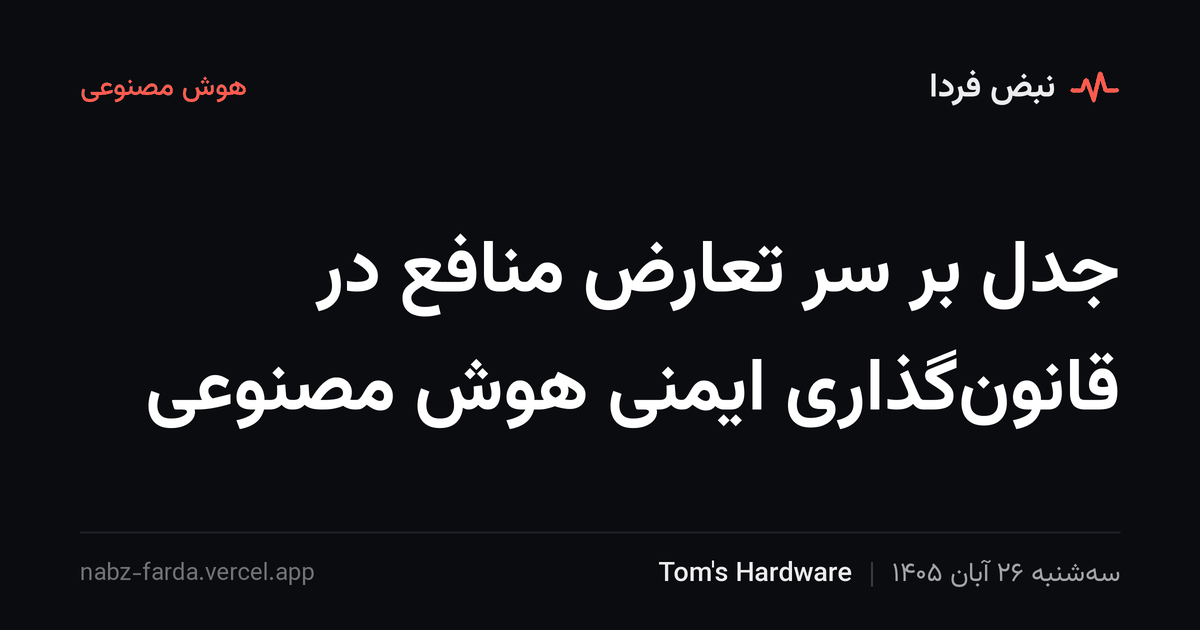 نبض فردا
هوش مصنوعی
جدل بر سر تعارض منافع در
قانون‌گذاری ایمنی هوش مصنوعی
سه‌شنبه ۲۶ آبان ۱۴۰۵ | Tom's Hardware
nabz-farda.vercel.app